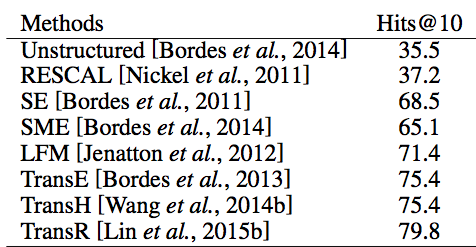 Methods Hits@10
Unstructured [Bordes et al., 2014] 35.5
RESCAL [Nickel et al., 2011] 37.2
SE [Bordes et al., 2011] 68.5
SME [Bordes et al., 2014] 65.1
LFM [Jenatton et al., 2012] 71.4
TransE [Bordes et al., 2013] 75.4
TransH [Wang et al., 2014b] 75.4
TransR [Lin et al., 2015b] 79.8